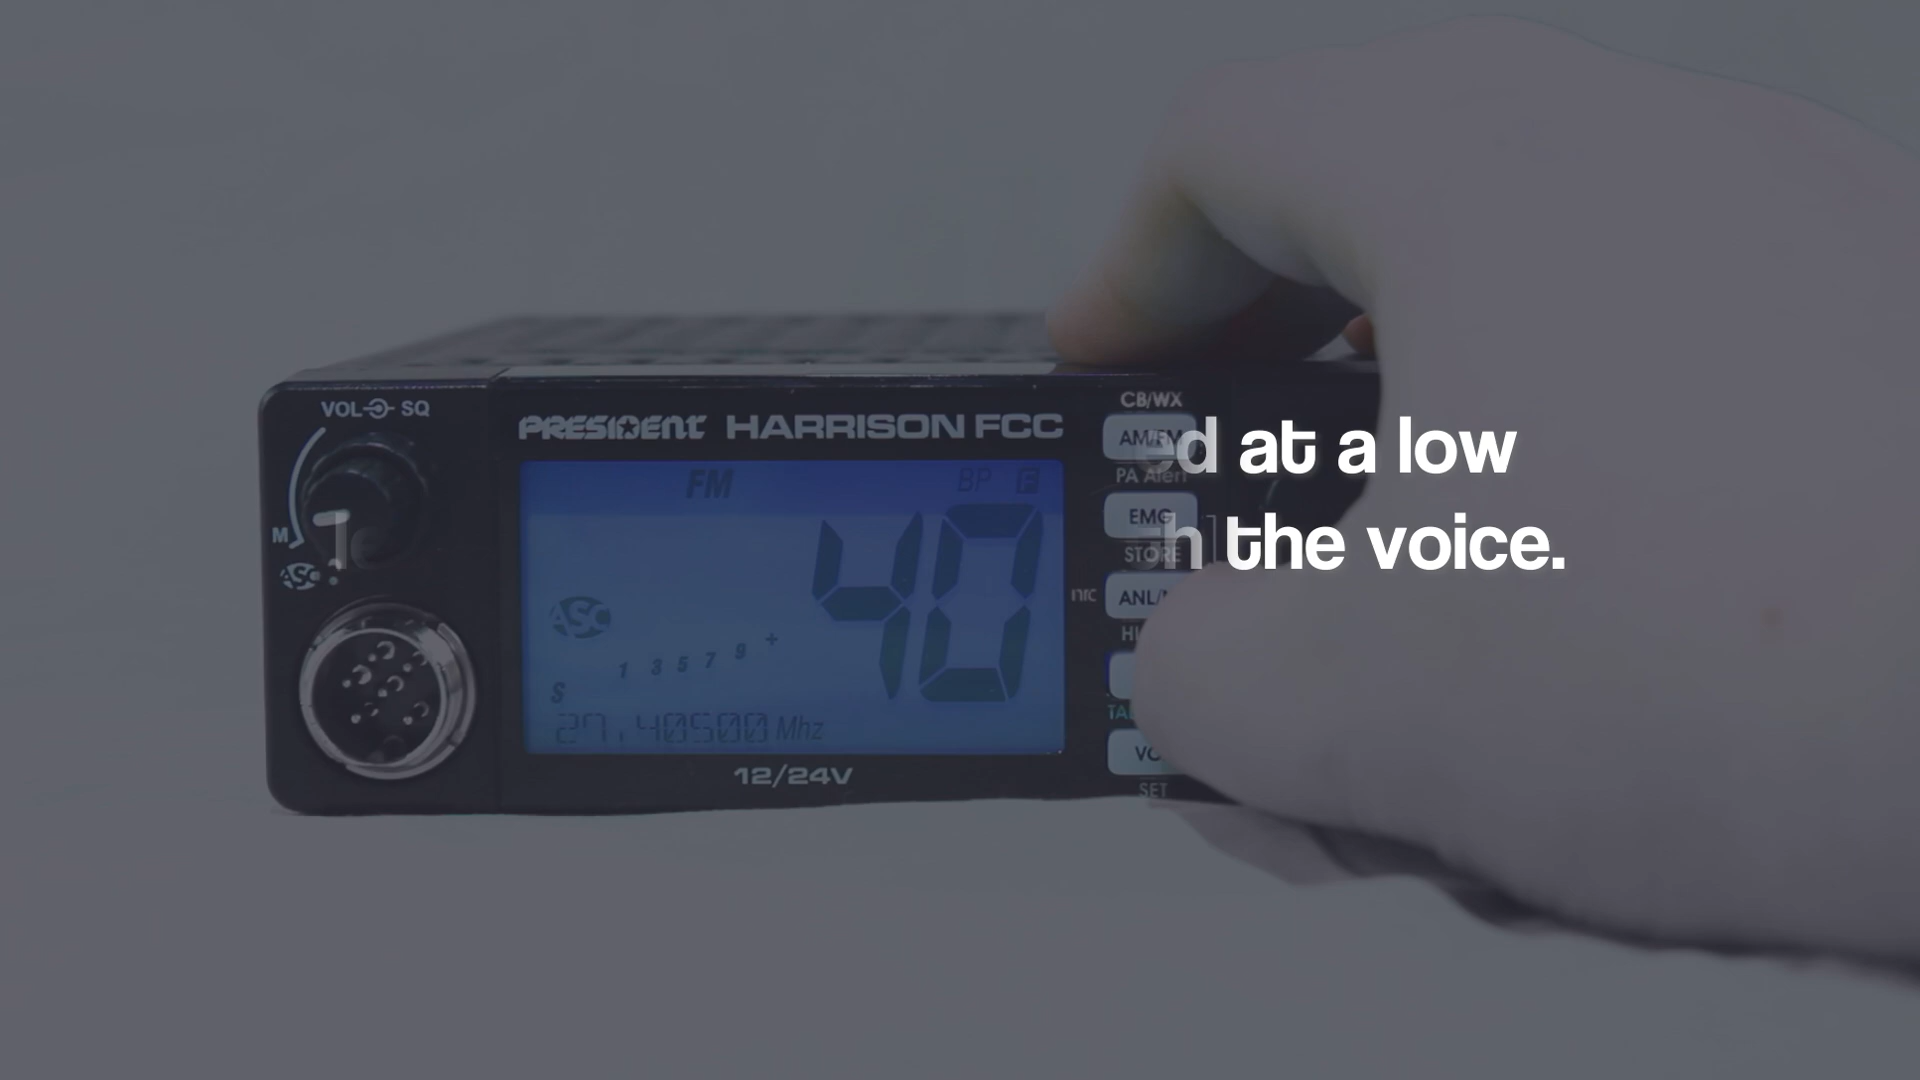 CB/WX
VOL SQ
PRESIDENT HARRISON FCC
AM/FM
at a low
FM
BP F
PA Alert
EMG
M
the voice.
STORE
ASC
40
ASC
ANL/
1 3 5 7 9 +
S
27.40500 Mhz
12/24V
SET